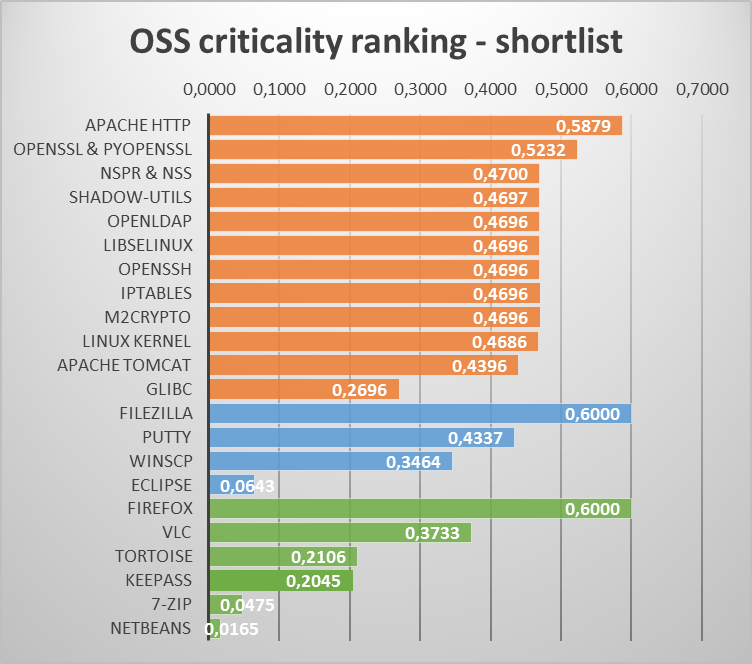 OSS criticality ranking - shortlist
0,0000 0,1000 0,2000 0,3000 0,4000 0,5000 0,6000 0,7000
APACHE HTTP 0,5879
OPENSSL & PYOPENSSL 0,5232
NSPR & NSS 0,4700
SHADOW-UTILS 0,4697
OPENLDAP 0,4696
LIBSELINUX 0,4696
OPENSSH 0,4696
IPTABLES 0,4696
M2CRYPTO 0,4696
LINUX KERNEL 0,4686
APACHE TOMCAT 0,4396
GLIBC 0,2696
FILEZILLA 0,6000
PUTTY 0,4337
WINSCP 0,3464
ECLIPSE 0,0643
FIREFOX 0,6000
VLC 0,3733
TORTOISE 0,2106
KEEPASS 0,2045
7-ZIP 0,0475
NETBEANS 0,0165